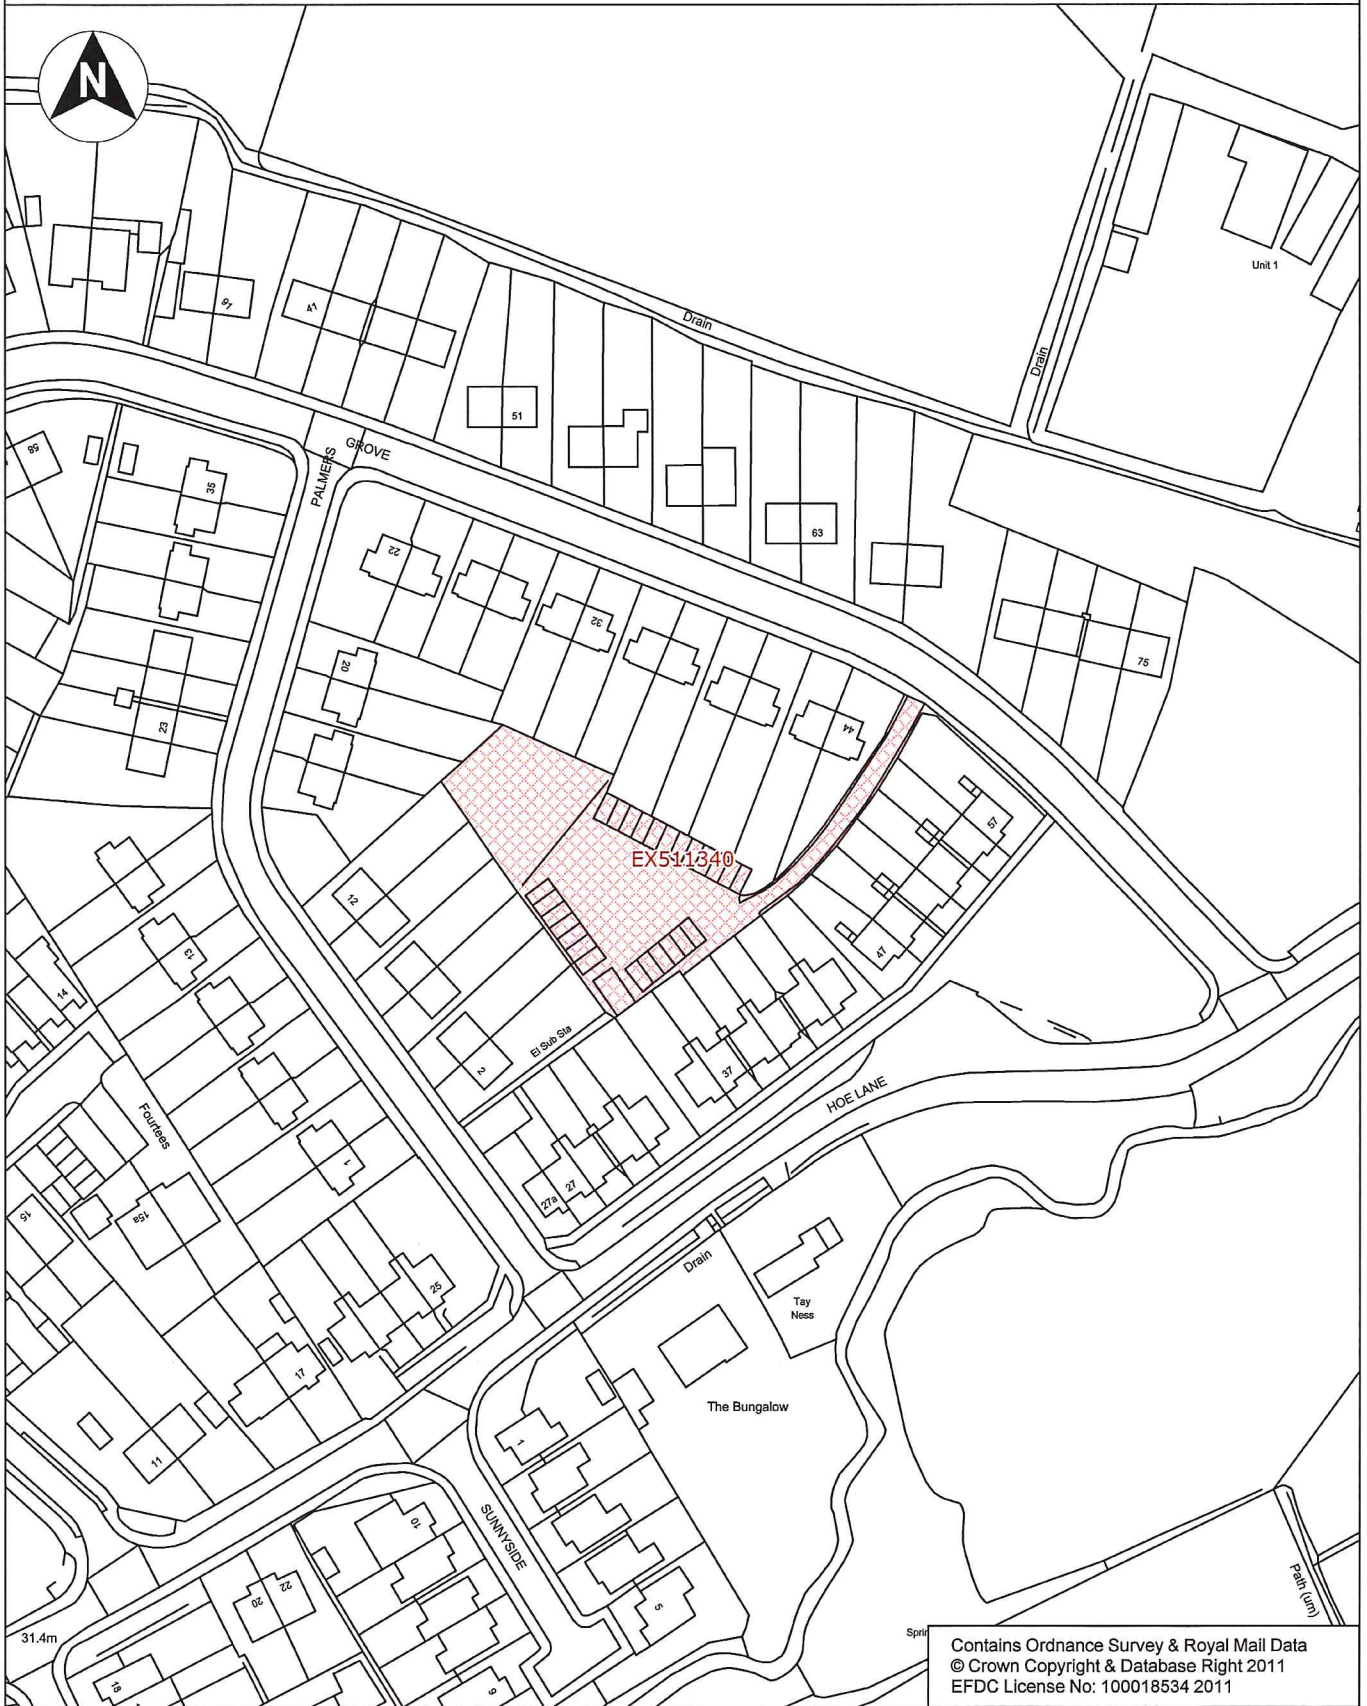 N
Unit 1
Drain
Drain
91
41
51
GROVE
PALMERS
58
35
63
22
32
20
75
23
44
EX511340
57
12
47
13
14
El Sub Sta
2
37
HOE LANE
Fourtees
1
27a
27
15
15a
Drain
25
Tay
Ness
17
The Bungalow
1
11
SUNNYSIDE
10
22
20
5
Path (um)
31.4m
18
9
Contains Ordnance Survey & Royal Mail Data
© Crown Copyright & Database Right 2011
EFDC License No: 100018534 2011